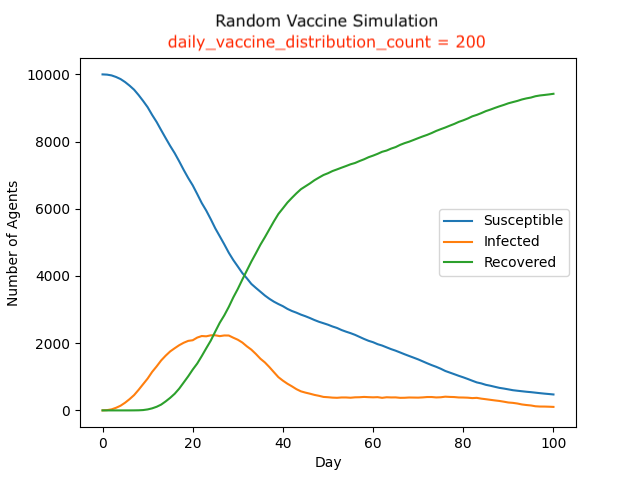 Random Vaccine Simulation
daily_vaccine_distribution_count = 200
10000
8000
6000
4000
2000
0
Number of Agents
Susceptible
Infected
Recovered
0 20 40 60 80 100
Day